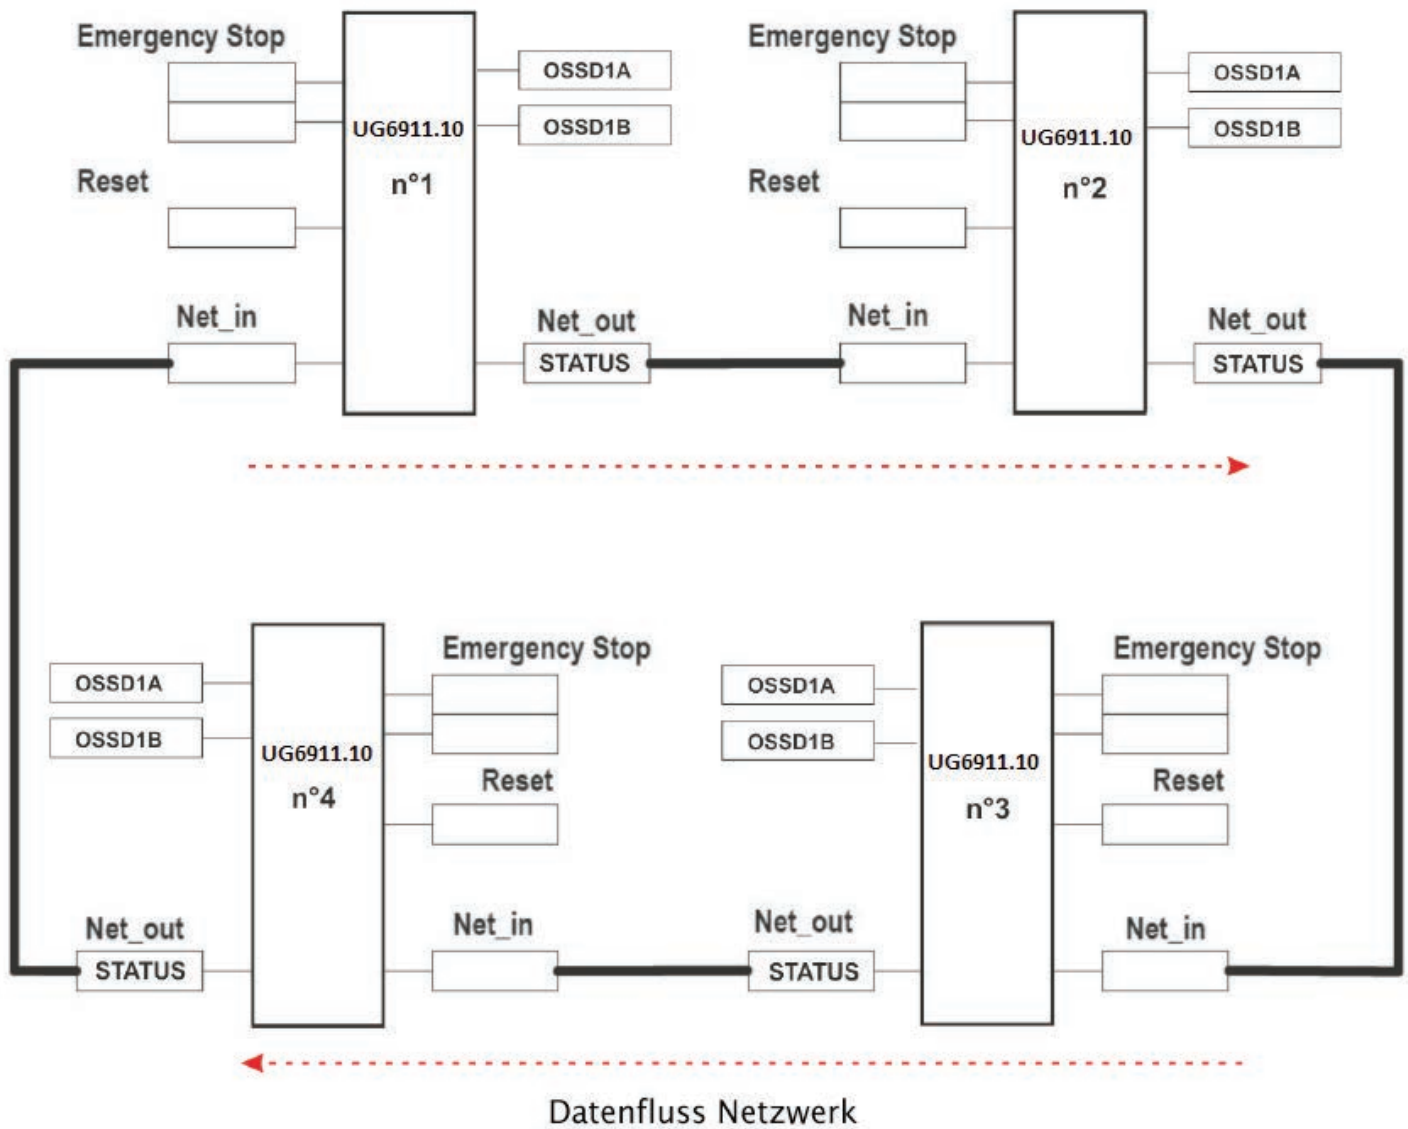 Emergency Stop
OSSD1A
OSSD1B
UG6911.10
n°1
Reset
Net_in
Net_out
STATUS
Emergency Stop
OSSD1A
OSSD1B
UG6911.10
n°2
Reset
Net_in
Net_out
STATUS
OSSD1A
OSSD1B
UG6911.10
n°4
Emergency Stop
Reset
Net_out
STATUS
Net_in
OSSD1A
OSSD1B
UG6911.10
n°3
Emergency Stop
Reset
Net_out
STATUS
Net_in
Datenfluss Netzwerk